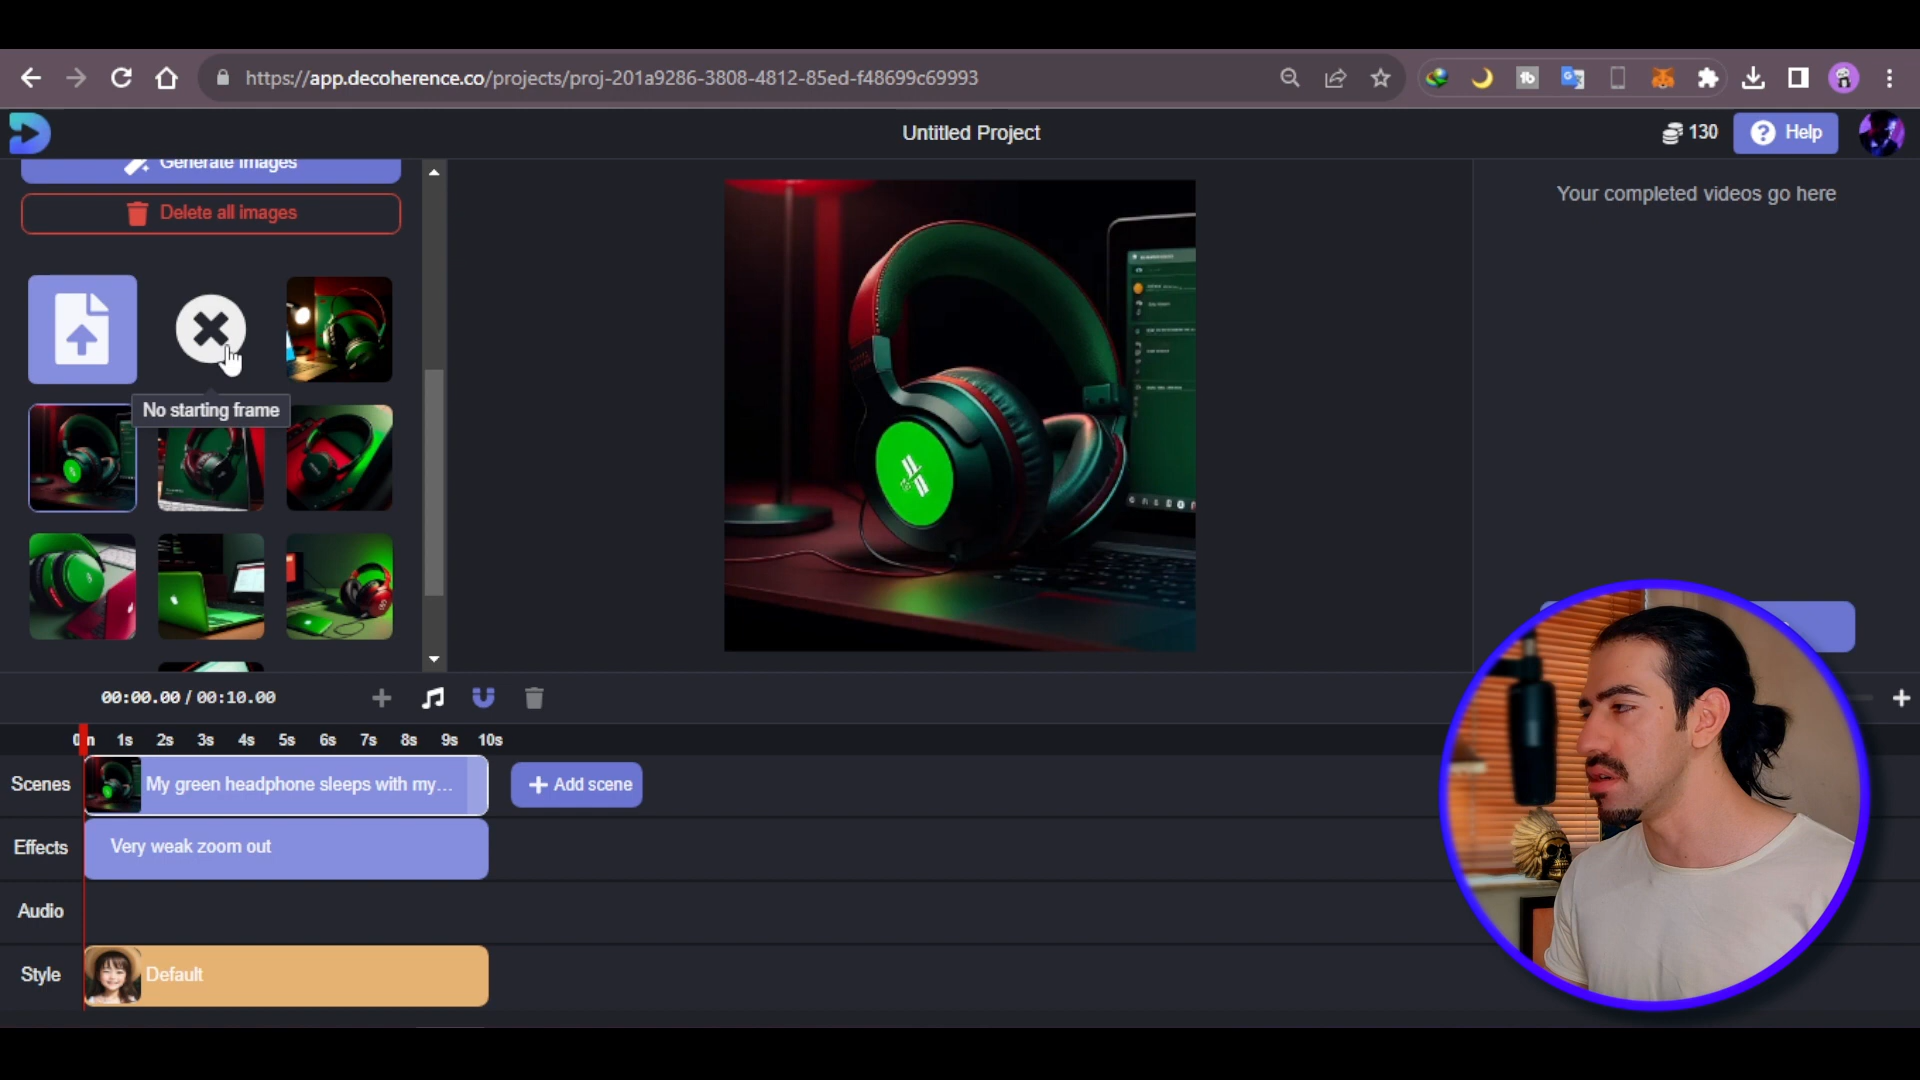 https://app.decoherence.co/projects/proj-201a9286-3808-4812-85ed-f48699c69993
Untitled Project
130
Help
Generate images
Delete all images
No starting frame
Your completed videos go here
00:00.00 / 00:10.00
1s 2s 3s 4s 5s 6s 7s 8s 9s 10s
Scenes
My green headphone sleeps with my...
Add scene
Effects
Very weak zoom out
Audio
Style
Default